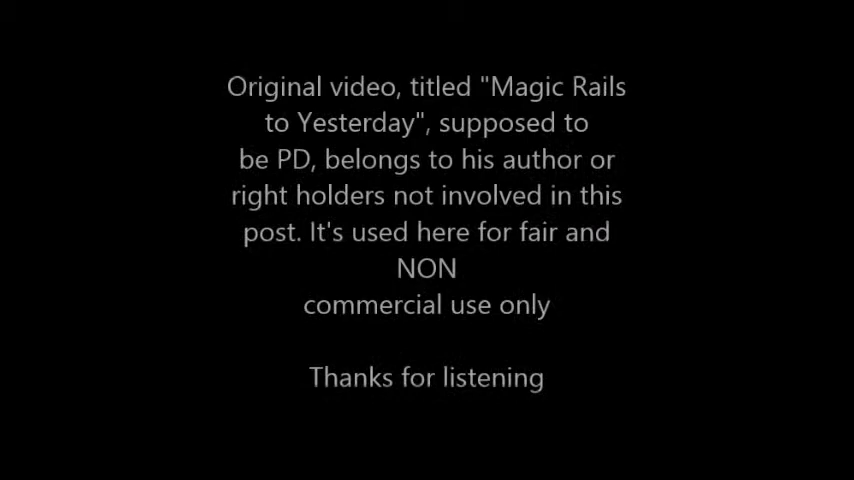 Original video, titled "Magic Rails
to Yesterday", supposed to
be PD, belongs to his author or
right holders not involved in this
post. It's used here for fair and
NON
commercial use only
Thanks for listening